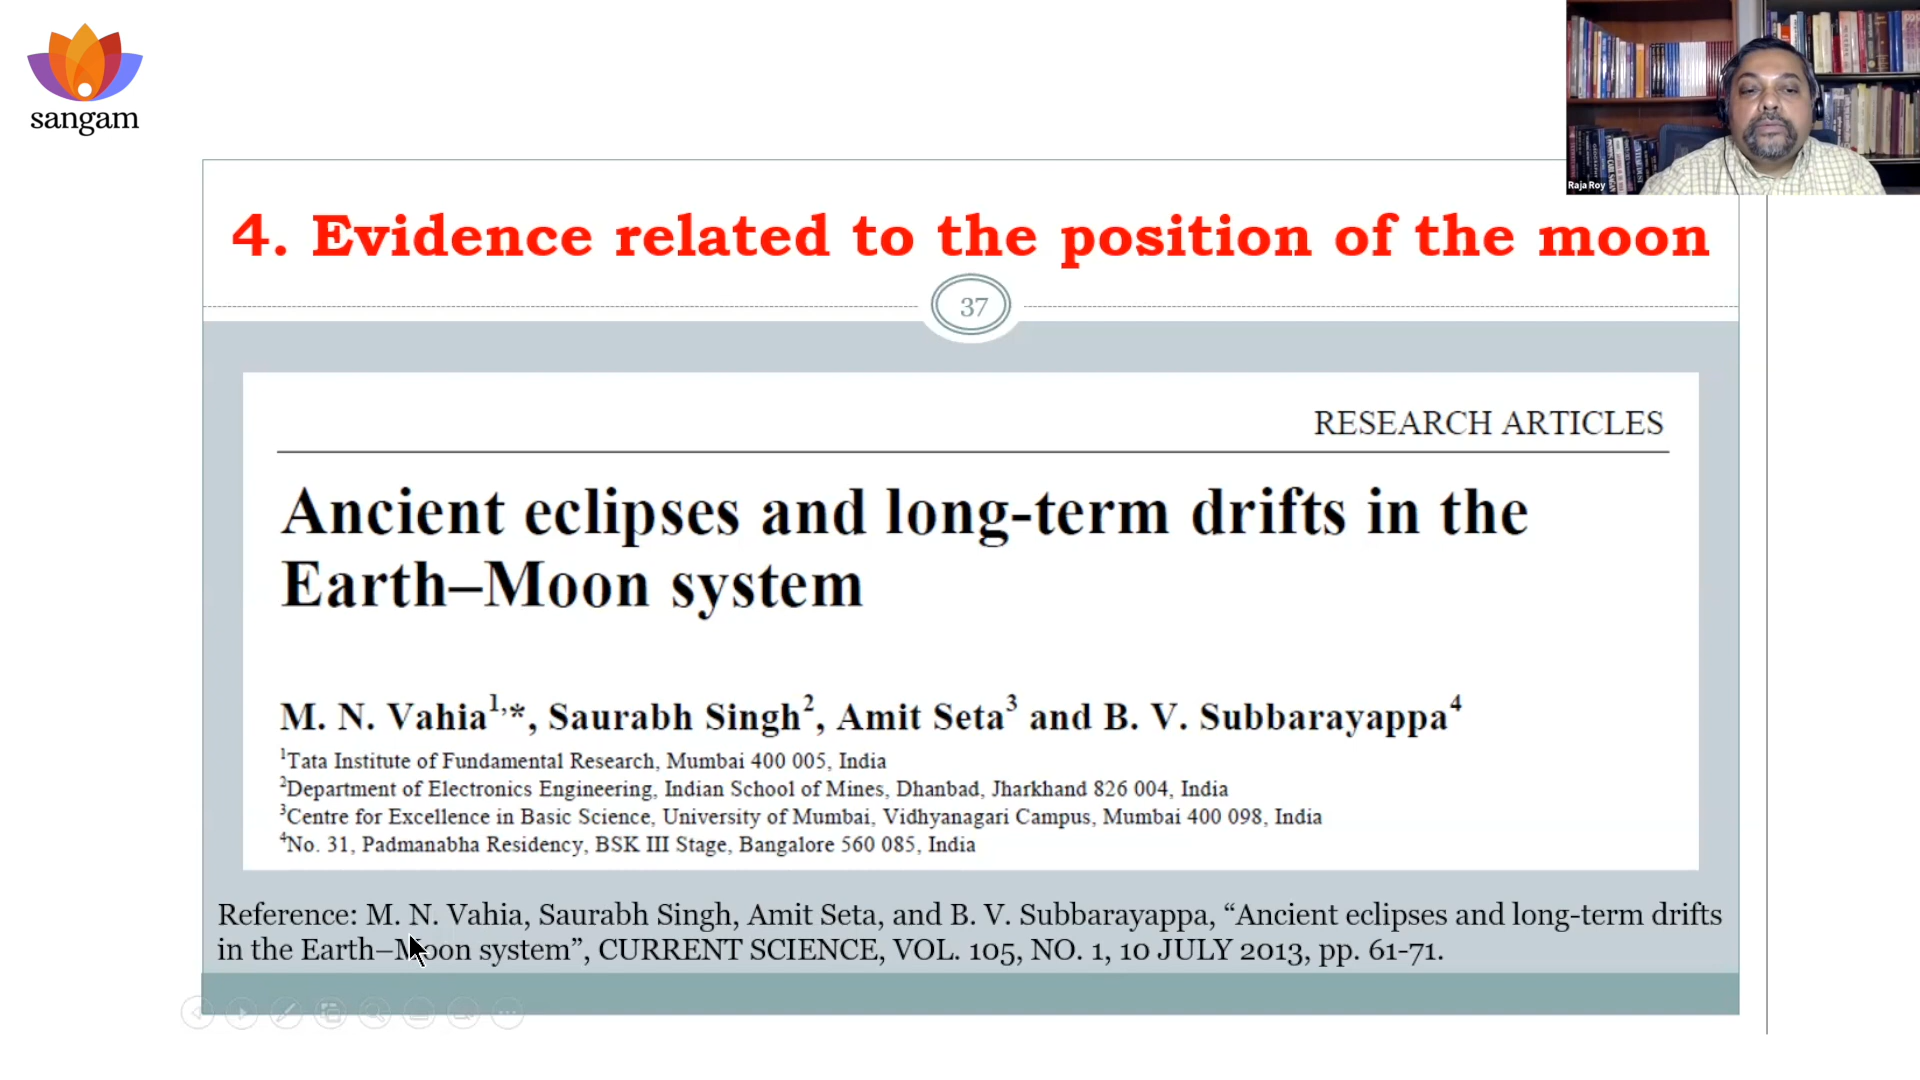 sangam
Raja Roy
4. Evidence related to the position of the moon
37
RESEARCH ARTICLES
Ancient eclipses and long-term drifts in the
Earth–Moon system
M. N. Vahia¹,*, Saurabh Singh², Amit Seta³ and B. V. Subbarayappa⁴
¹Tata Institute of Fundamental Research, Mumbai 400 005, India
²Department of Electronics Engineering, Indian School of Mines, Dhanbad, Jharkhand 826 004, India
³Centre for Excellence in Basic Science, University of Mumbai, Vidhyanagari Campus, Mumbai 400 098, India
⁴No. 31, Padmanabha Residency, BSK III Stage, Bangalore 560 085, India
Reference: M. N. Vahia, Saurabh Singh, Amit Seta, and B. V. Subbarayappa, “Ancient eclipses and long-term drifts
in the Earth–Moon system”, CURRENT SCIENCE, VOL. 105, NO. 1, 10 JULY 2013, pp. 61-71.